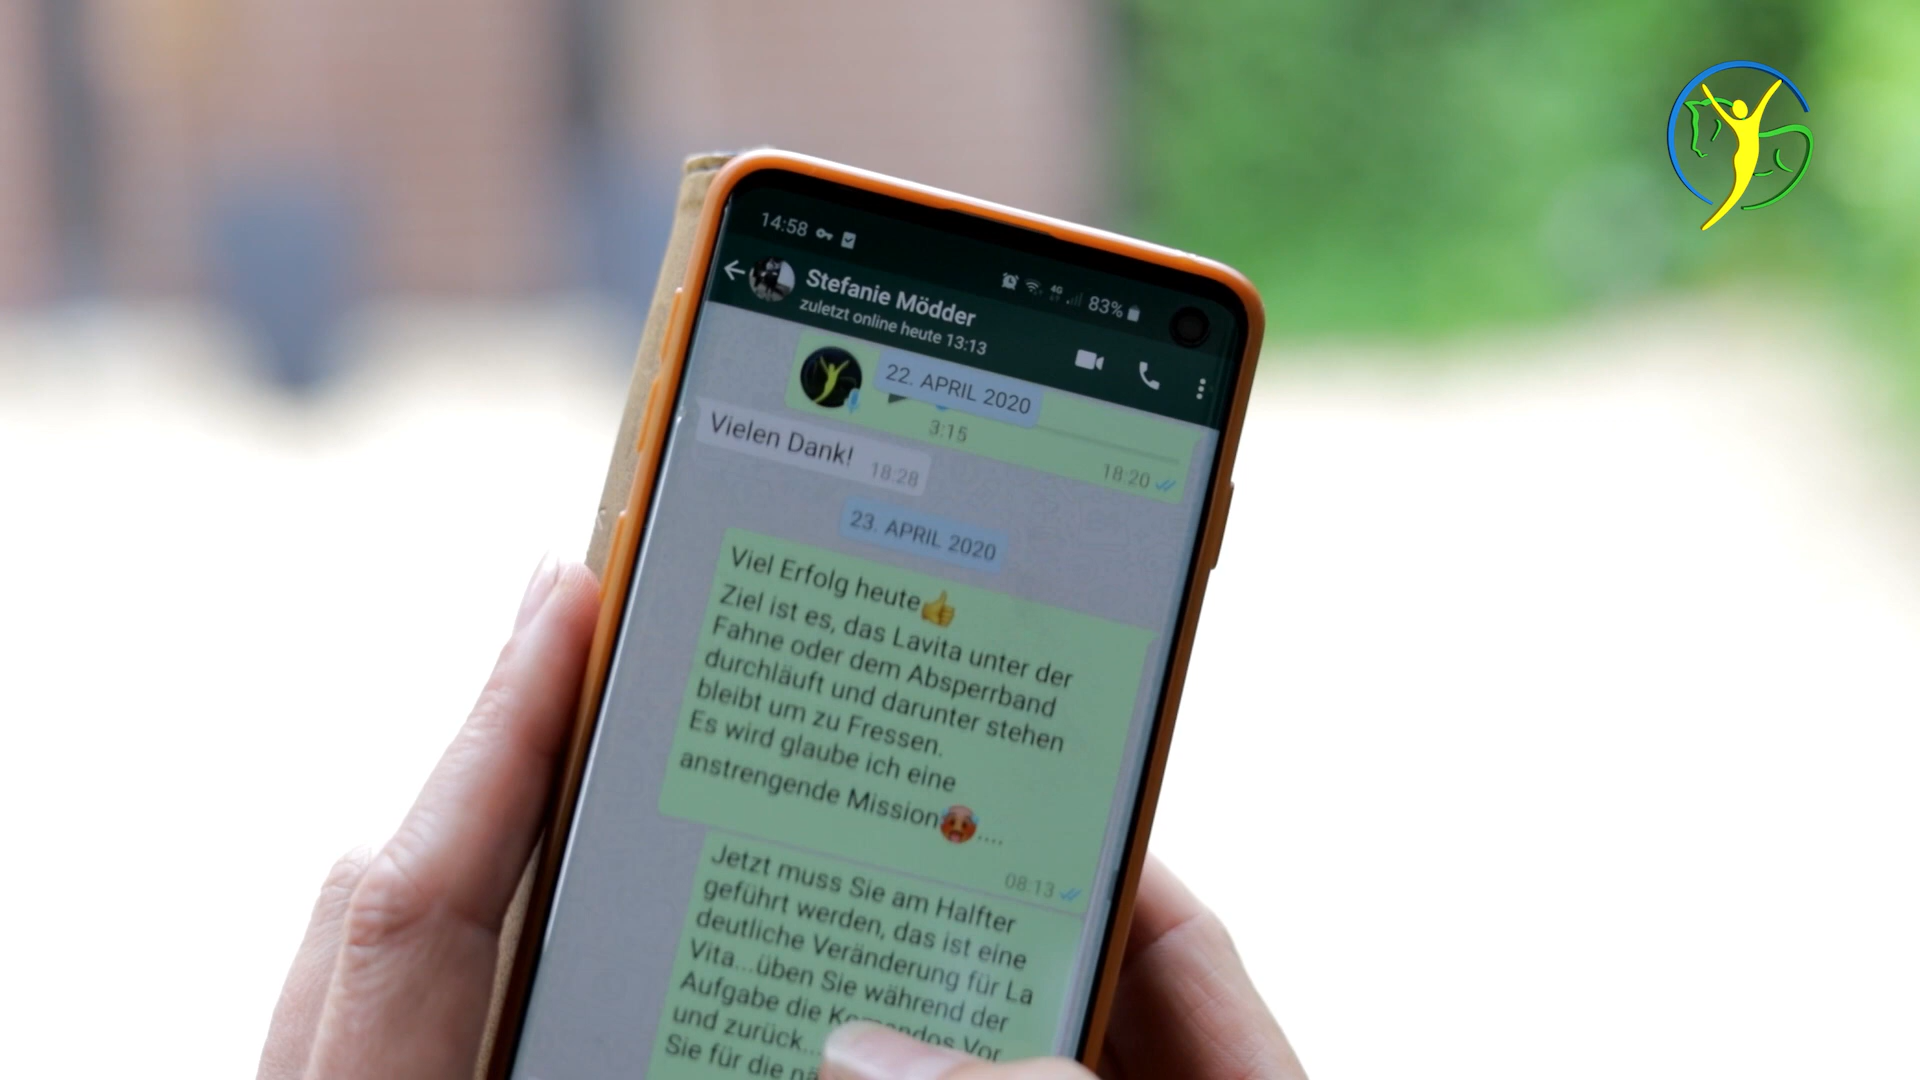 14:58
4G 83%
Stefanie Mödder
zuletzt online heute 13:13
22. APRIL 2020
3:15
18:20
Vielen Dank!
18:28
23. APRIL 2020
Viel Erfolg heute👍
Ziel ist es, das Lavita unter der
Fahne oder dem Absperrband
durchläuft und darunter stehen
bleibt um zu Fressen.
Es wird glaube ich eine
anstrengende Mission🥵....
08:13
Jetzt muss Sie am Halfter
geführt werden, das ist eine
deutliche Veränderung für La
Vita...üben Sie während der
Aufgabe die Komandos Vor
und zurück...
Sie für die